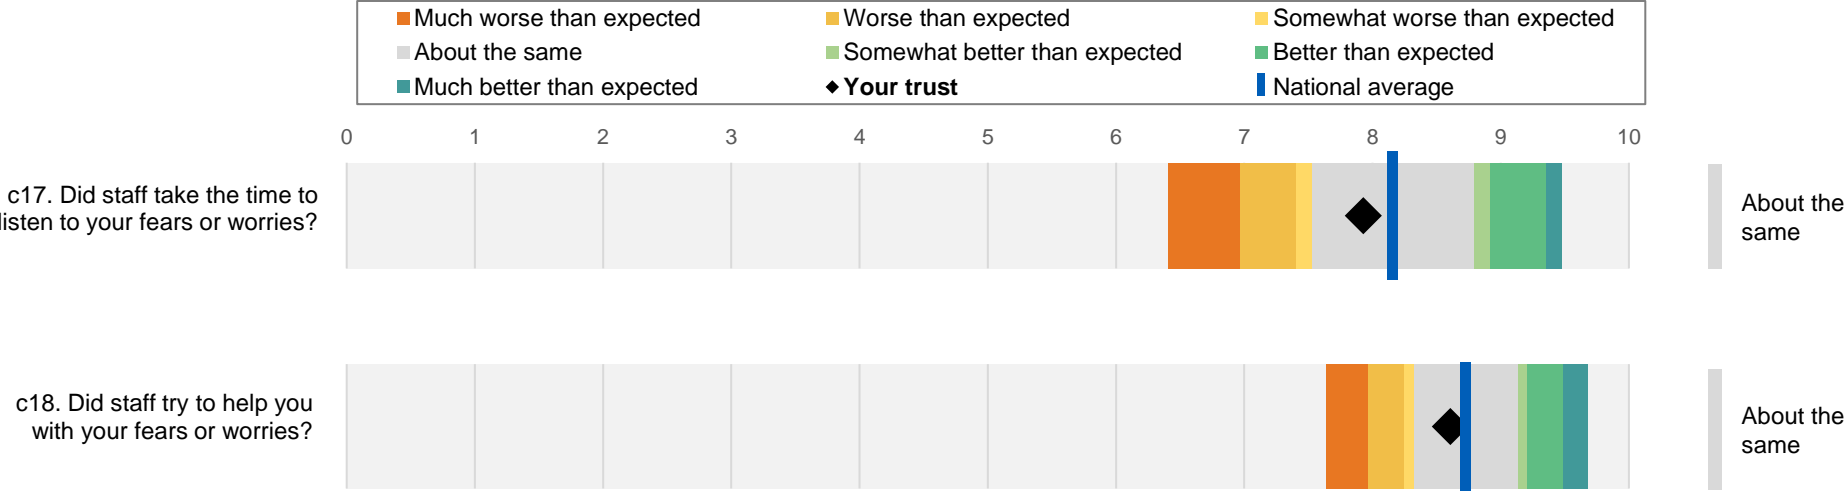 Much worse than expected
Worse than expected
Somewhat worse than expected
About the same
Somewhat better than expected
Better than expected
Much better than expected
Your trust
National average
0 1 2 3 4 5 6 7 8 9 10
c17. Did staff take the time to
listen to your fears or worries?
About the
same
c18. Did staff try to help you
with your fears or worries?
About the
same